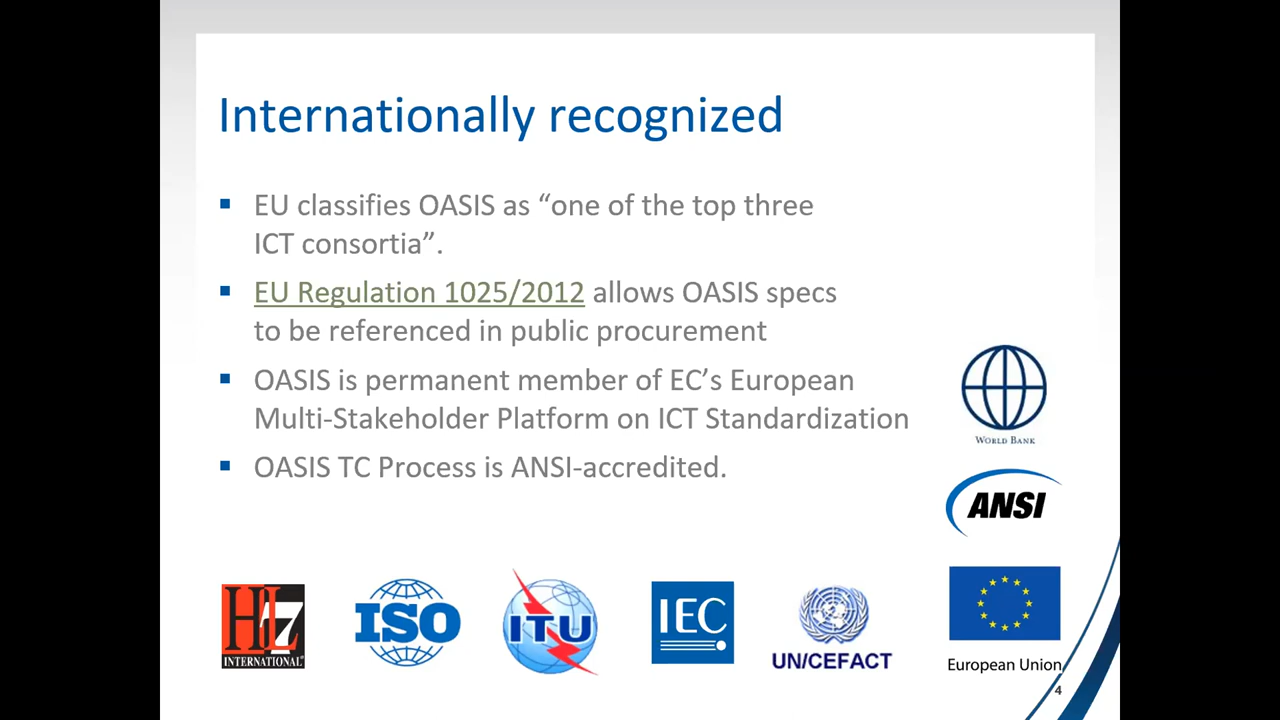 Internationally recognized
EU classifies OASIS as “one of the top three
ICT consortia”.
EU Regulation 1025/2012 allows OASIS specs
to be referenced in public procurement
OASIS is permanent member of EC’s European
Multi-Stakeholder Platform on ICT Standardization
OASIS TC Process is ANSI-accredited.
WORLD BANK
ANSI
HL7
INTERNATIONAL
ISO
ITU
IEC
UN/CEFACT
European Union
4